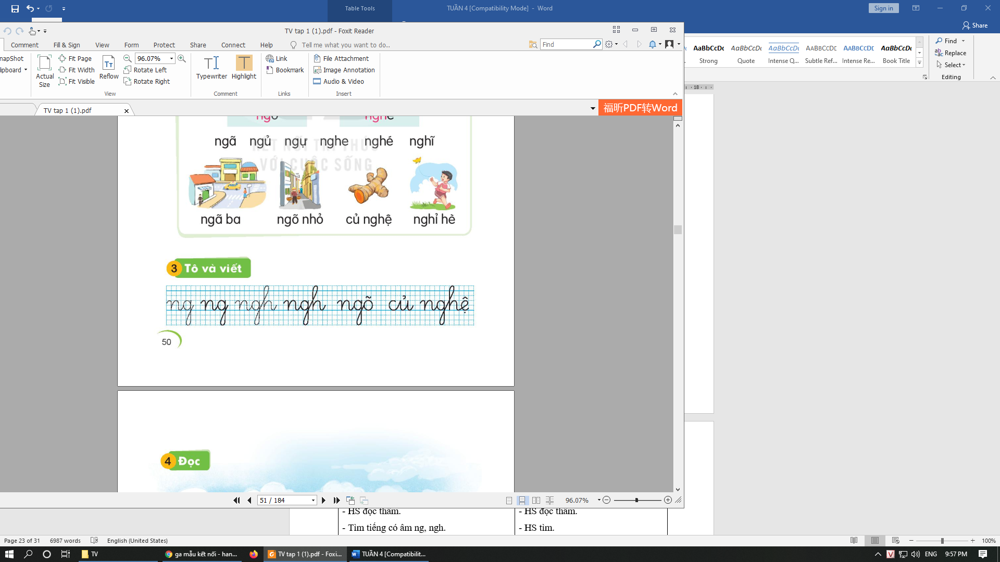 Table Tools
TUẦN 4 [Compatibility Mode] - Word
Sign in
Share
TV tap 1 (1).pdf - Foxit Reader
Comment Fill & Sign View Form Protect Share Connect Help Tell me what you want to do.. Find
Actual Size
Fit Page
Fit Width
Fit Visible
Reflow
96.07%
Rotate Left
Rotate Right
View
Typewriter Highlight
Comment
Link
Bookmark
Links
File Attachment
Image Annotation
Audio & Video
Insert
AaBbCcDc AaBbCcDc AaBbCcDc AABBCCDE AABBCCDE AaBbCcDc
Strong Quote Intense Q... Subtle Ref... Intense Re... Book Title
Find
Replace
Select
Editing
18
TV tap 1 (1).pdf
福昕PDF转Word
ngã ngủ ngự nghe nghé nghĩ
KẾT NỐI TRI THỨC
VỚI CUỘC SỐNG
ngã ba ngõ nhỏ củ nghệ nghỉ hè
3 Tô và viết
ng ng ngh ngh ngõ củ nghệ
50
4 Đọc
51 / 184
96.07%
- HS đọc thầm. - HS đọc thầm.
- Tìm tiếng có âm ng, ngh. - HS tìm.
Page 23 of 31 6987 words English (United States) 100%
TV ga mẫu kết nối - han... TV tap 1 (1).pdf - Foxi... TUẦN 4 [Compatibilit... ENG 9:57 PM